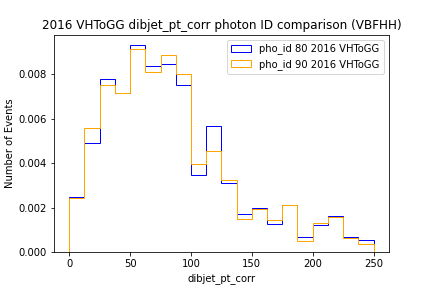 2016 VHToGG dibjet_pt_corr photon ID comparison (VBFHH)
pho_id 80 2016 VHToGG
pho_id 90 2016 VHToGG
Number of Events
0.008
0.006
0.004
0.002
0.000
0 50 100 150 200 250
dibjet_pt_corr